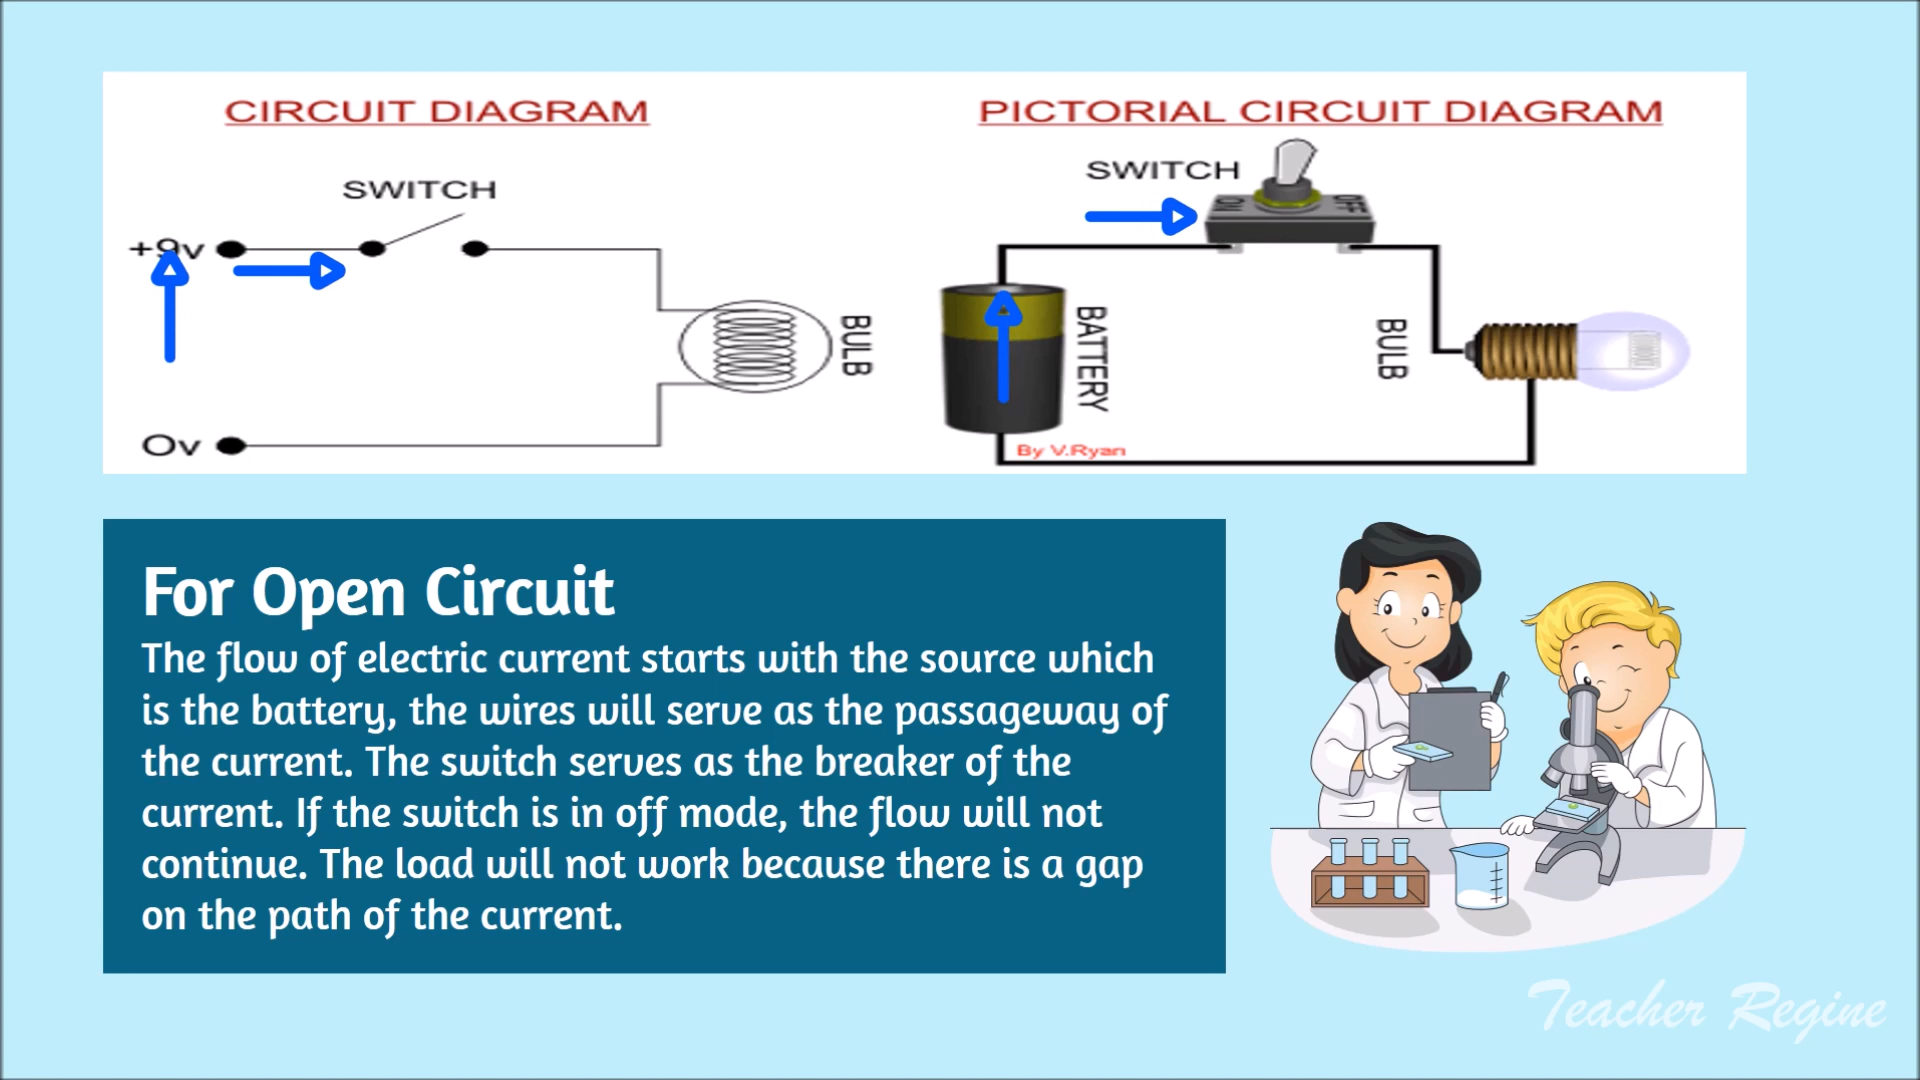 CIRCUIT DIAGRAM
SWITCH
+9v
BULB
Ov
PICTORIAL CIRCUIT DIAGRAM
SWITCH
ON
OFF
BATTERY
BULB
By V.Ryan
For Open Circuit
The flow of electric current starts with the source which
is the battery, the wires will serve as the passageway of
the current. The switch serves as the breaker of the
current. If the switch is in off mode, the flow will not
continue. The load will not work because there is a gap
on the path of the current.
Teacher Regine